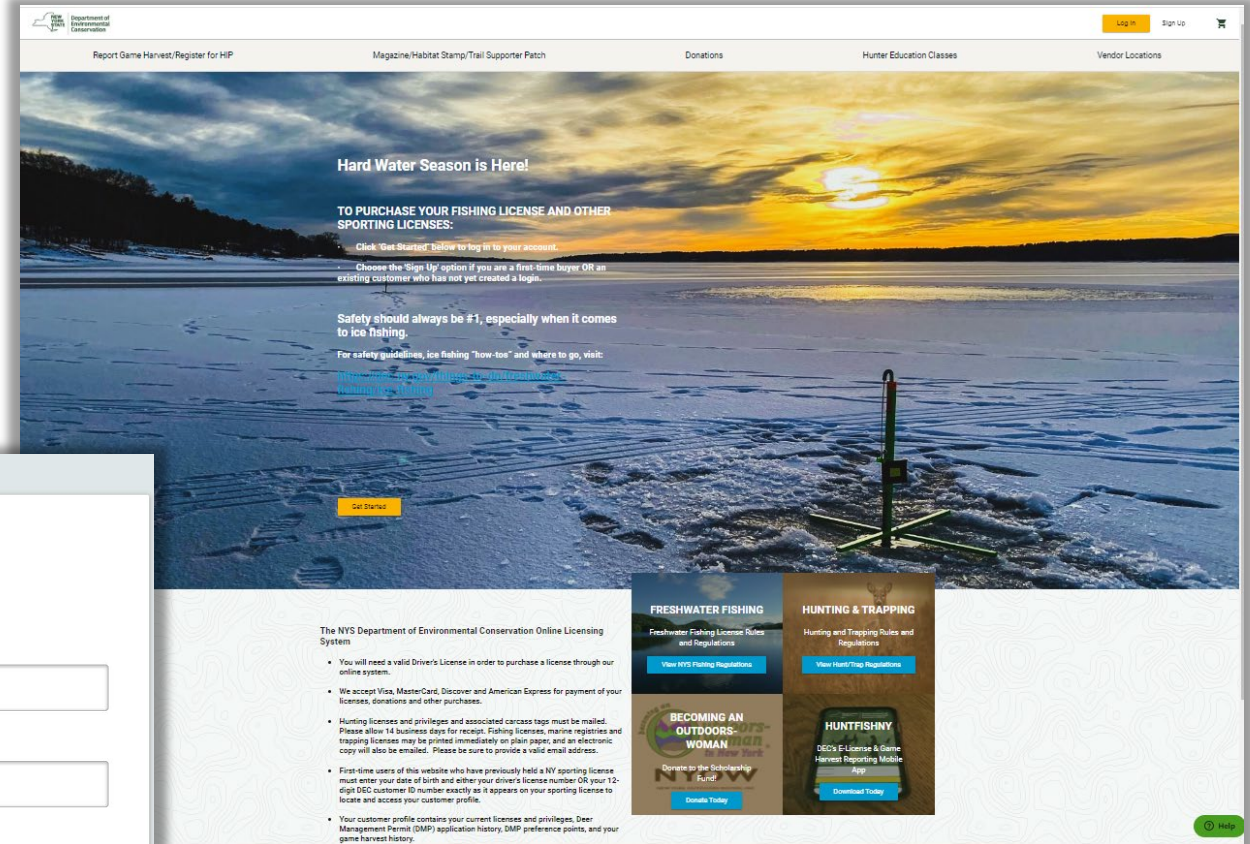 NEW YORK STATE
Department of
Environmental
Conservation
Log In
Sign Up
Report Game Harvest/Register for HIP
Magazine/Habitat Stamp/Trail Supporter Patch
Donations
Hunter Education Classes
Vendor Locations
Hard Water Season is Here!
TO PURCHASE YOUR FISHING LICENSE AND OTHER
SPORTING LICENSES:
Click 'Get Started' below to log in to your account.
· Choose the 'Sign Up' option if you are a first-time buyer OR an
existing customer who has not yet created a login.
Safety should always be #1, especially when it comes
to ice fishing.
For safety guidelines, ice fishing "how-tos" and where to go, visit:
Get Started
The NYS Department of Environmental Conservation Online Licensing
System
• You will need a valid Driver's License in order to purchase a license through our
online system.
• We accept Visa, MasterCard, Discover and American Express for payment of your
licenses, donations and other purchases.
• Hunting licenses and privileges and associated carcass tags must be mailed.
Please allow 14 business days for receipt. Fishing licenses, marine registries and
trapping licenses may be printed immediately on plain paper, and an electronic
copy will also be emailed. Please be sure to provide a valid email address.
• First-time users of this website who have previously held a NY sporting license
must enter your date of birth and either your driver's license number OR your 12-
digit DEC customer ID number exactly as it appears on your sporting license to
locate and access your customer profile.
• Your customer profile contains your current licenses and privileges, Deer
Management Permit (DMP) application history, DMP preference points, and your
game harvest history.
FRESHWATER FISHING
Freshwater Fishing License Rules
and Regulations
View NYS Fishing Regulations
HUNTING & TRAPPING
Hunting and Trapping Rules and
Regulations
View Hunt/Trap Regulations
BECOMING AN
OUTDOORS-
WOMAN
Donate to the Scholarship
Fund!
Donate Today
HUNTFISHNY
DEC's E-License & Game
Harvest Reporting Mobile
App
Download Today
Help